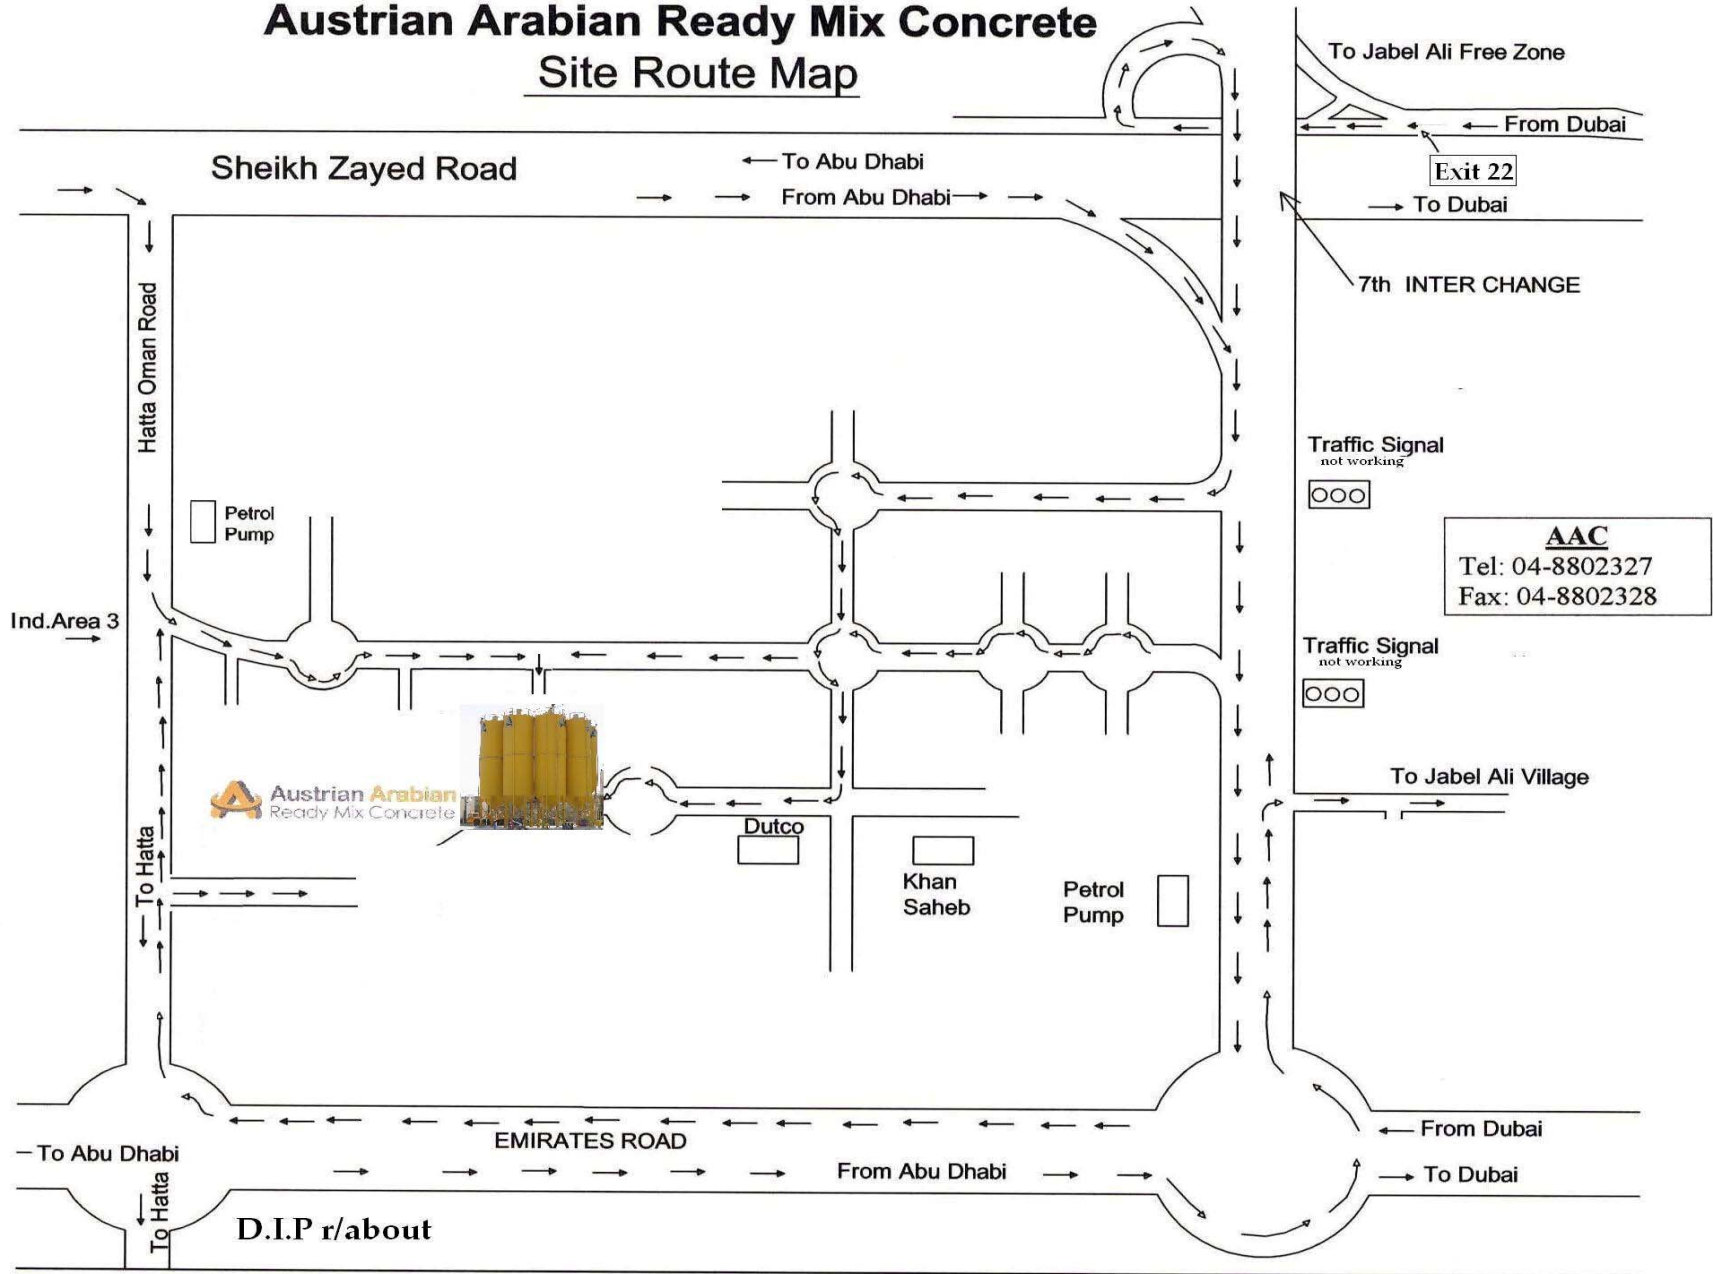 Austrian Arabian Ready Mix Concrete
Site Route Map
To Jabel Ali Free Zone
From Dubai
Exit 22
Sheikh Zayed Road
To Abu Dhabi
From Abu Dhabi
To Dubai
7th INTER CHANGE
Hatta Oman Road
Traffic Signal
not working
Petrol
Pump
AAC
Tel: 04-8802327
Fax: 04-8802328
Ind.Area 3
Traffic Signal
not working
To Jabel Ali Village
Austrian Arabian
Ready Mix Concrete
Dutco
To Hatta
Khan
Saheb
Petrol
Pump
EMIRATES ROAD
From Dubai
To Abu Dhabi
From Abu Dhabi
To Dubai
To Hatta
D.I.P r/about